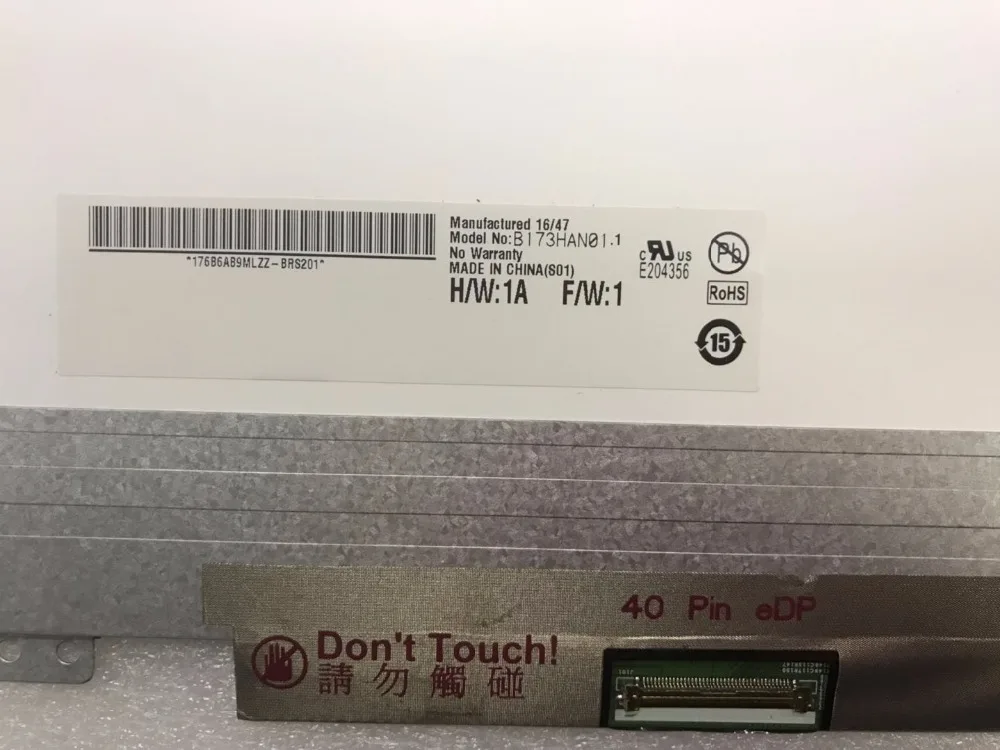 *176B6AB9MLZZ-BRS201*
Manufactured 16/47
Model No:B173HAN01.1
No Warranty
MADE IN CHINA(S01)
H/W:1A F/W:1
c RU US
E204356
Pb
RoHS
15
40 Pin eDP
Don't Touch!
請勿觸碰